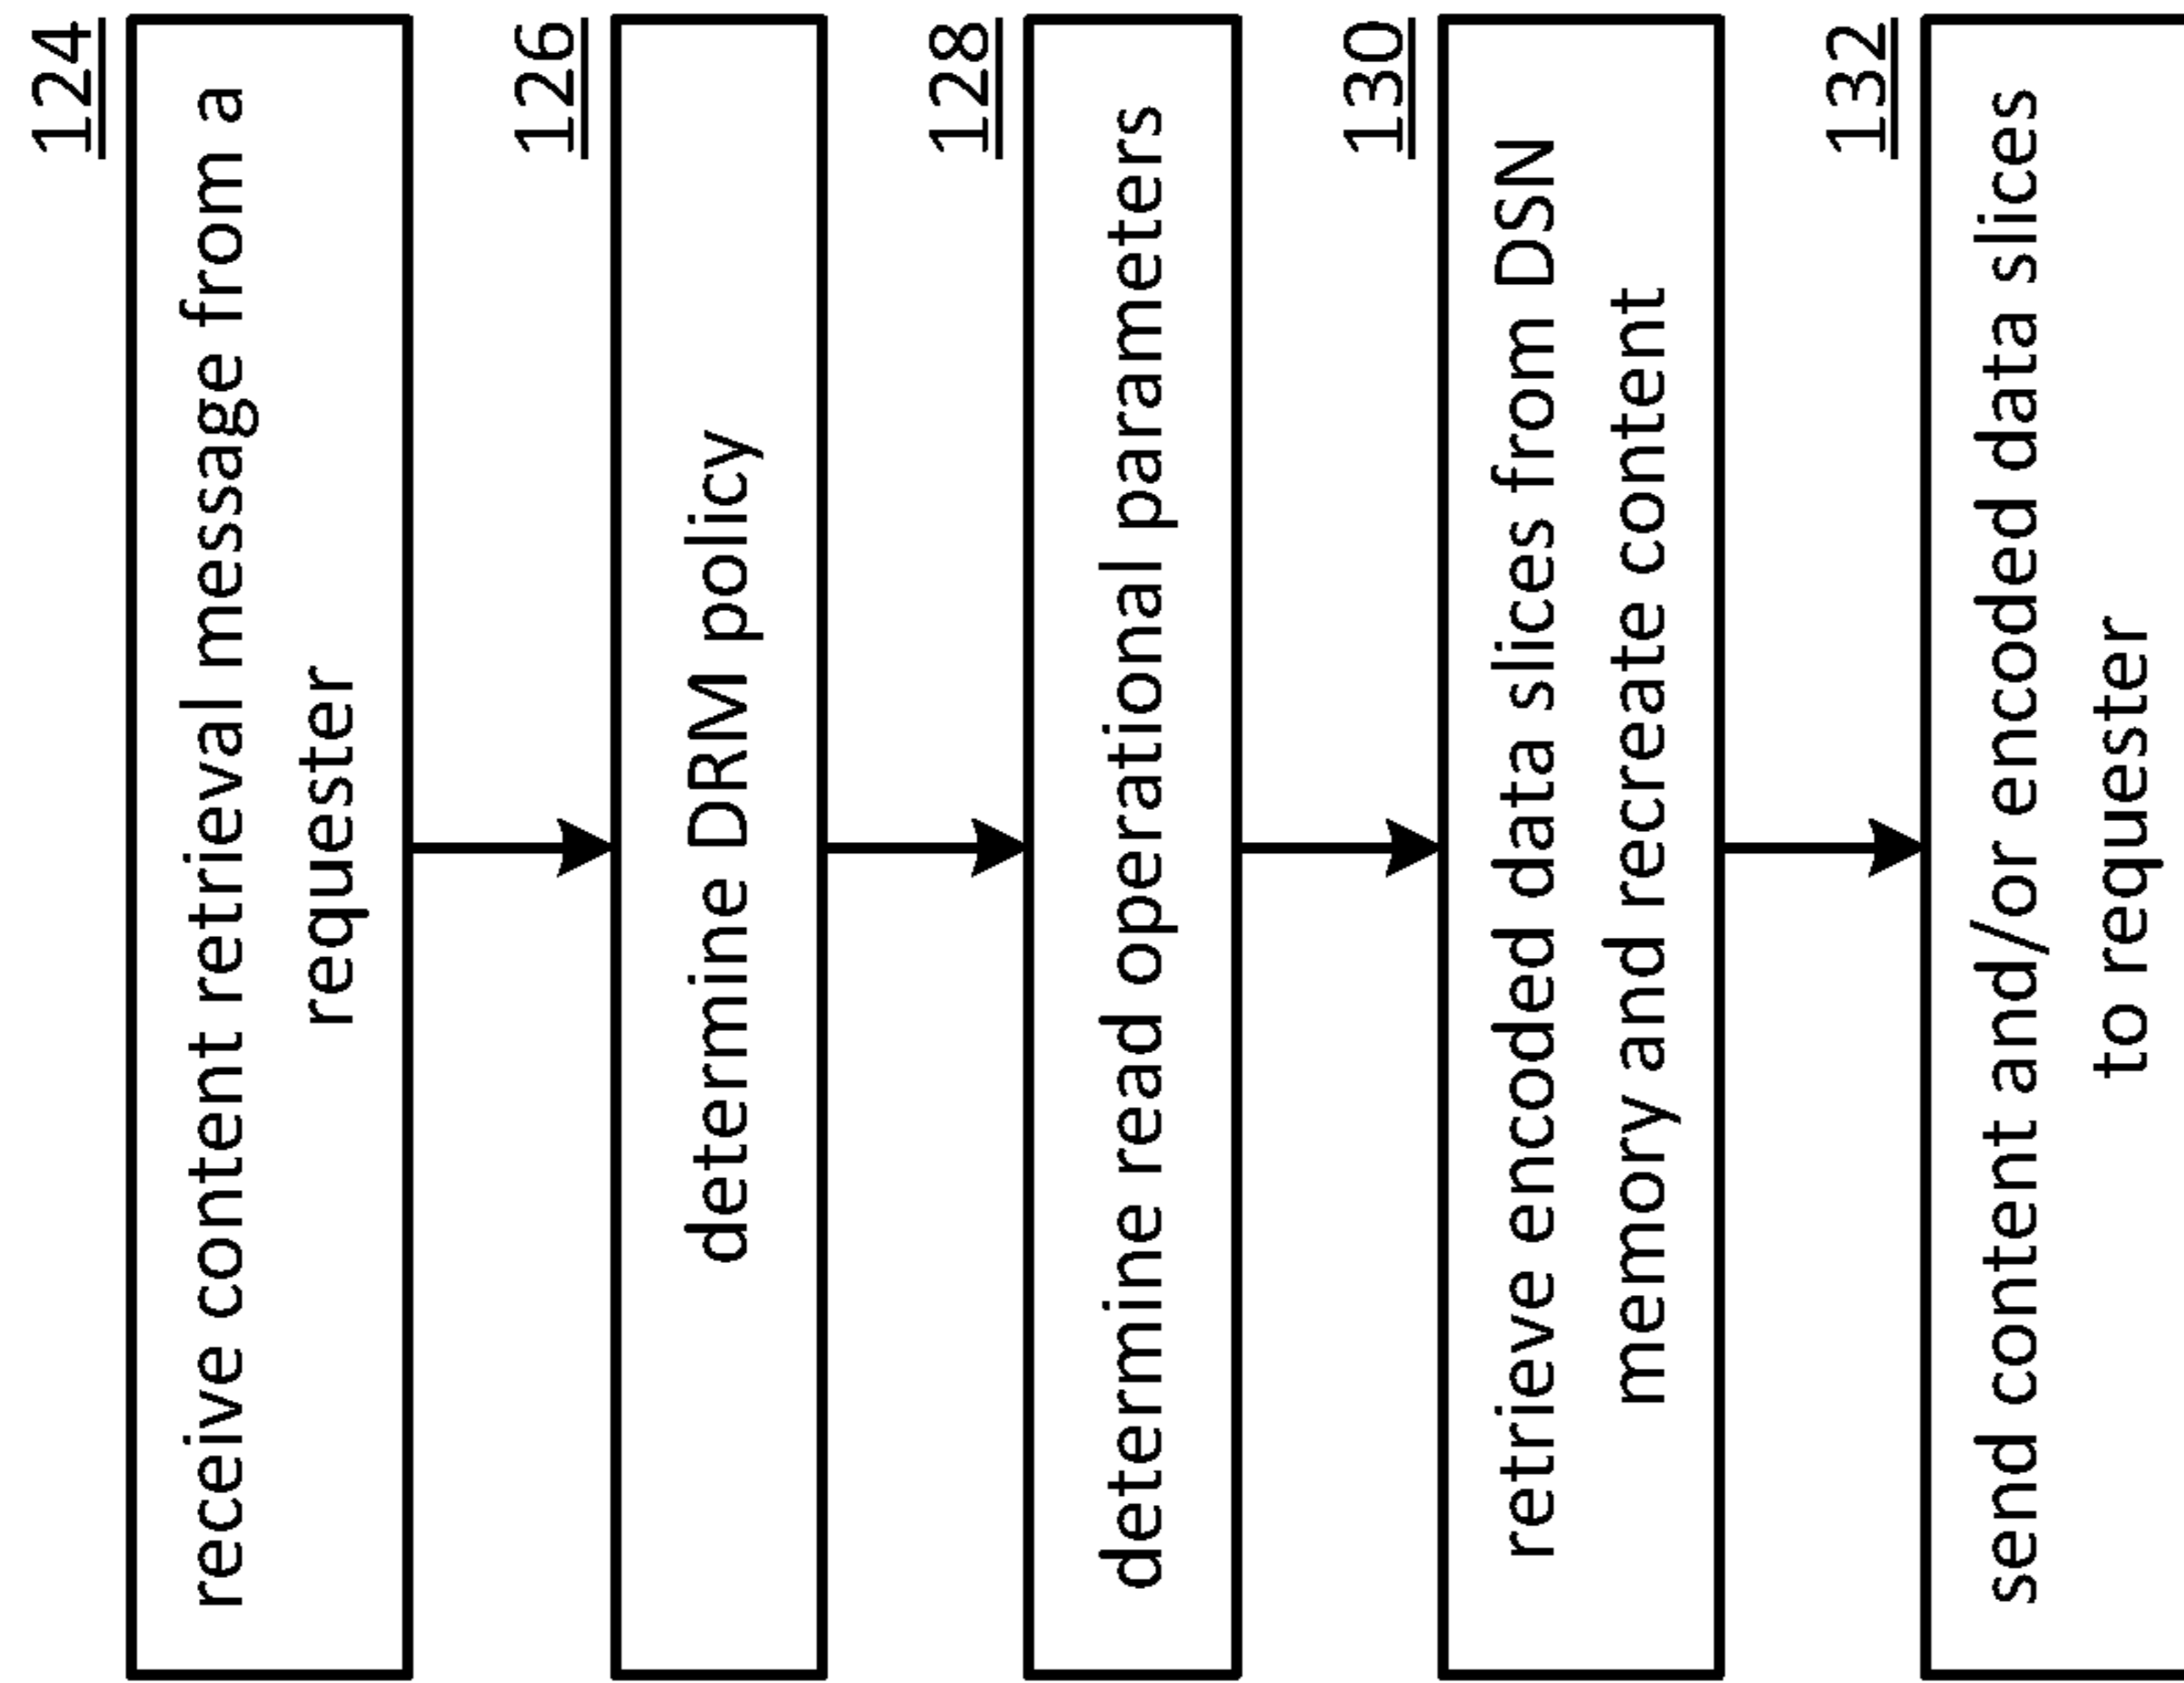 124
receive content retrieval message from a
requester
126
determine DRM policy
128
determine read operational parameters
130
retrieve encoded data slices from DSN
memory and recreate content
132
send content and/or encoded data slices
to requester